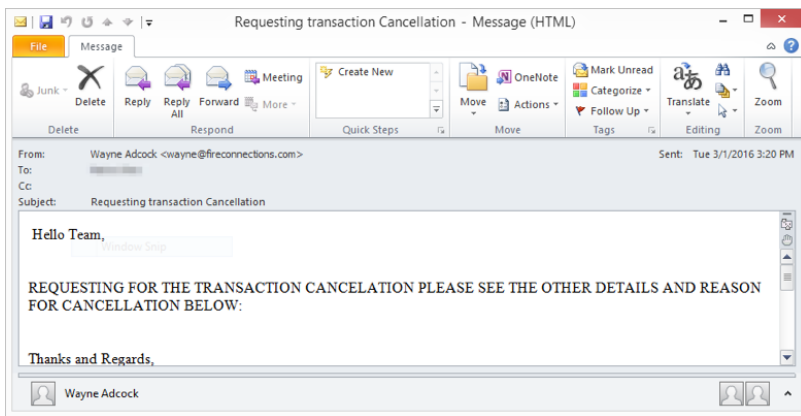 Requesting transaction Cancellation - Message (HTML)
File Message
Junk Delete Reply Reply All Forward Meeting More Create New Move OneNote Actions Mark Unread Categorize Follow Up Translate Zoom
Delete Respond Quick Steps Move Tags Editing Zoom
From: Wayne Adcock <wayne@fireconnections.com> Sent: Tue 3/1/2016 3:20 PM
To:
Cc:
Subject: Requesting transaction Cancellation
Hello Team,
Window Snip
REQUESTING FOR THE TRANSACTION CANCELATION PLEASE SEE THE OTHER DETAILS AND REASON
FOR CANCELLATION BELOW:
Thanks and Regards,
Wayne Adcock